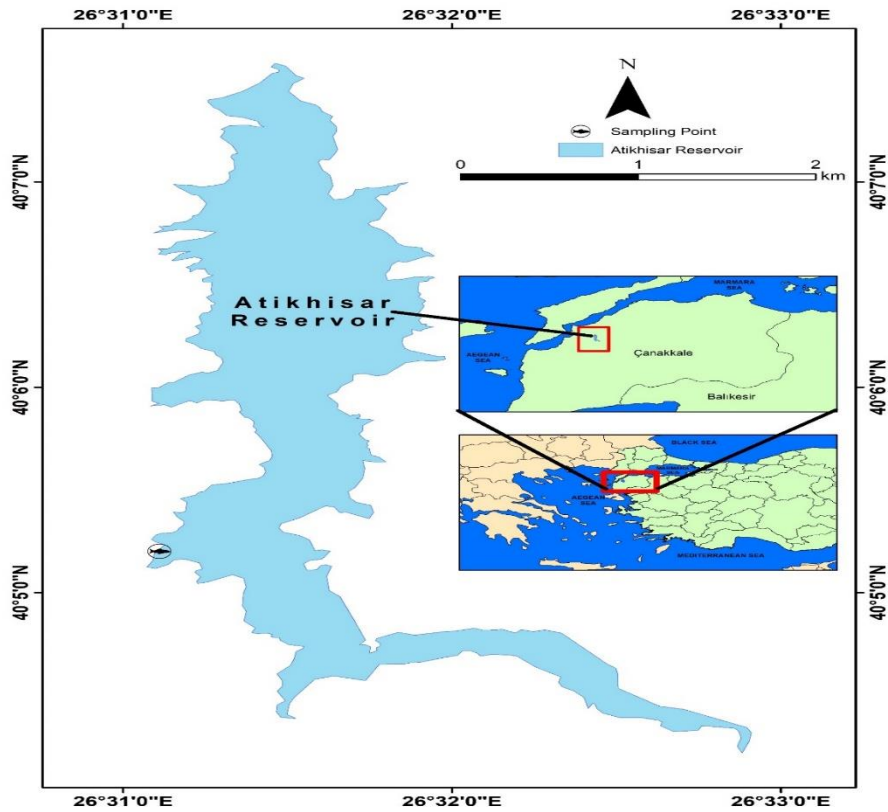 26°31'0"E 26°32'0"E 26°33'0"E
N
Sampling Point
Atikhisar Reservoir
0 1 2 km
40°7'0"N 40°7'0"N
MARMARA
SEA
Atikhisar
Reservoir
Çanakkale
AEGEAN
SEA
40°6'0"N 40°6'0"N
Balıkesir
BLACK SEA
MARMARA
SEA
AEGEAN
SEA
MEDITERRANEAN SEA
40°5'0"N 40°5'0"N
26°31'0"E 26°32'0"E 26°33'0"E